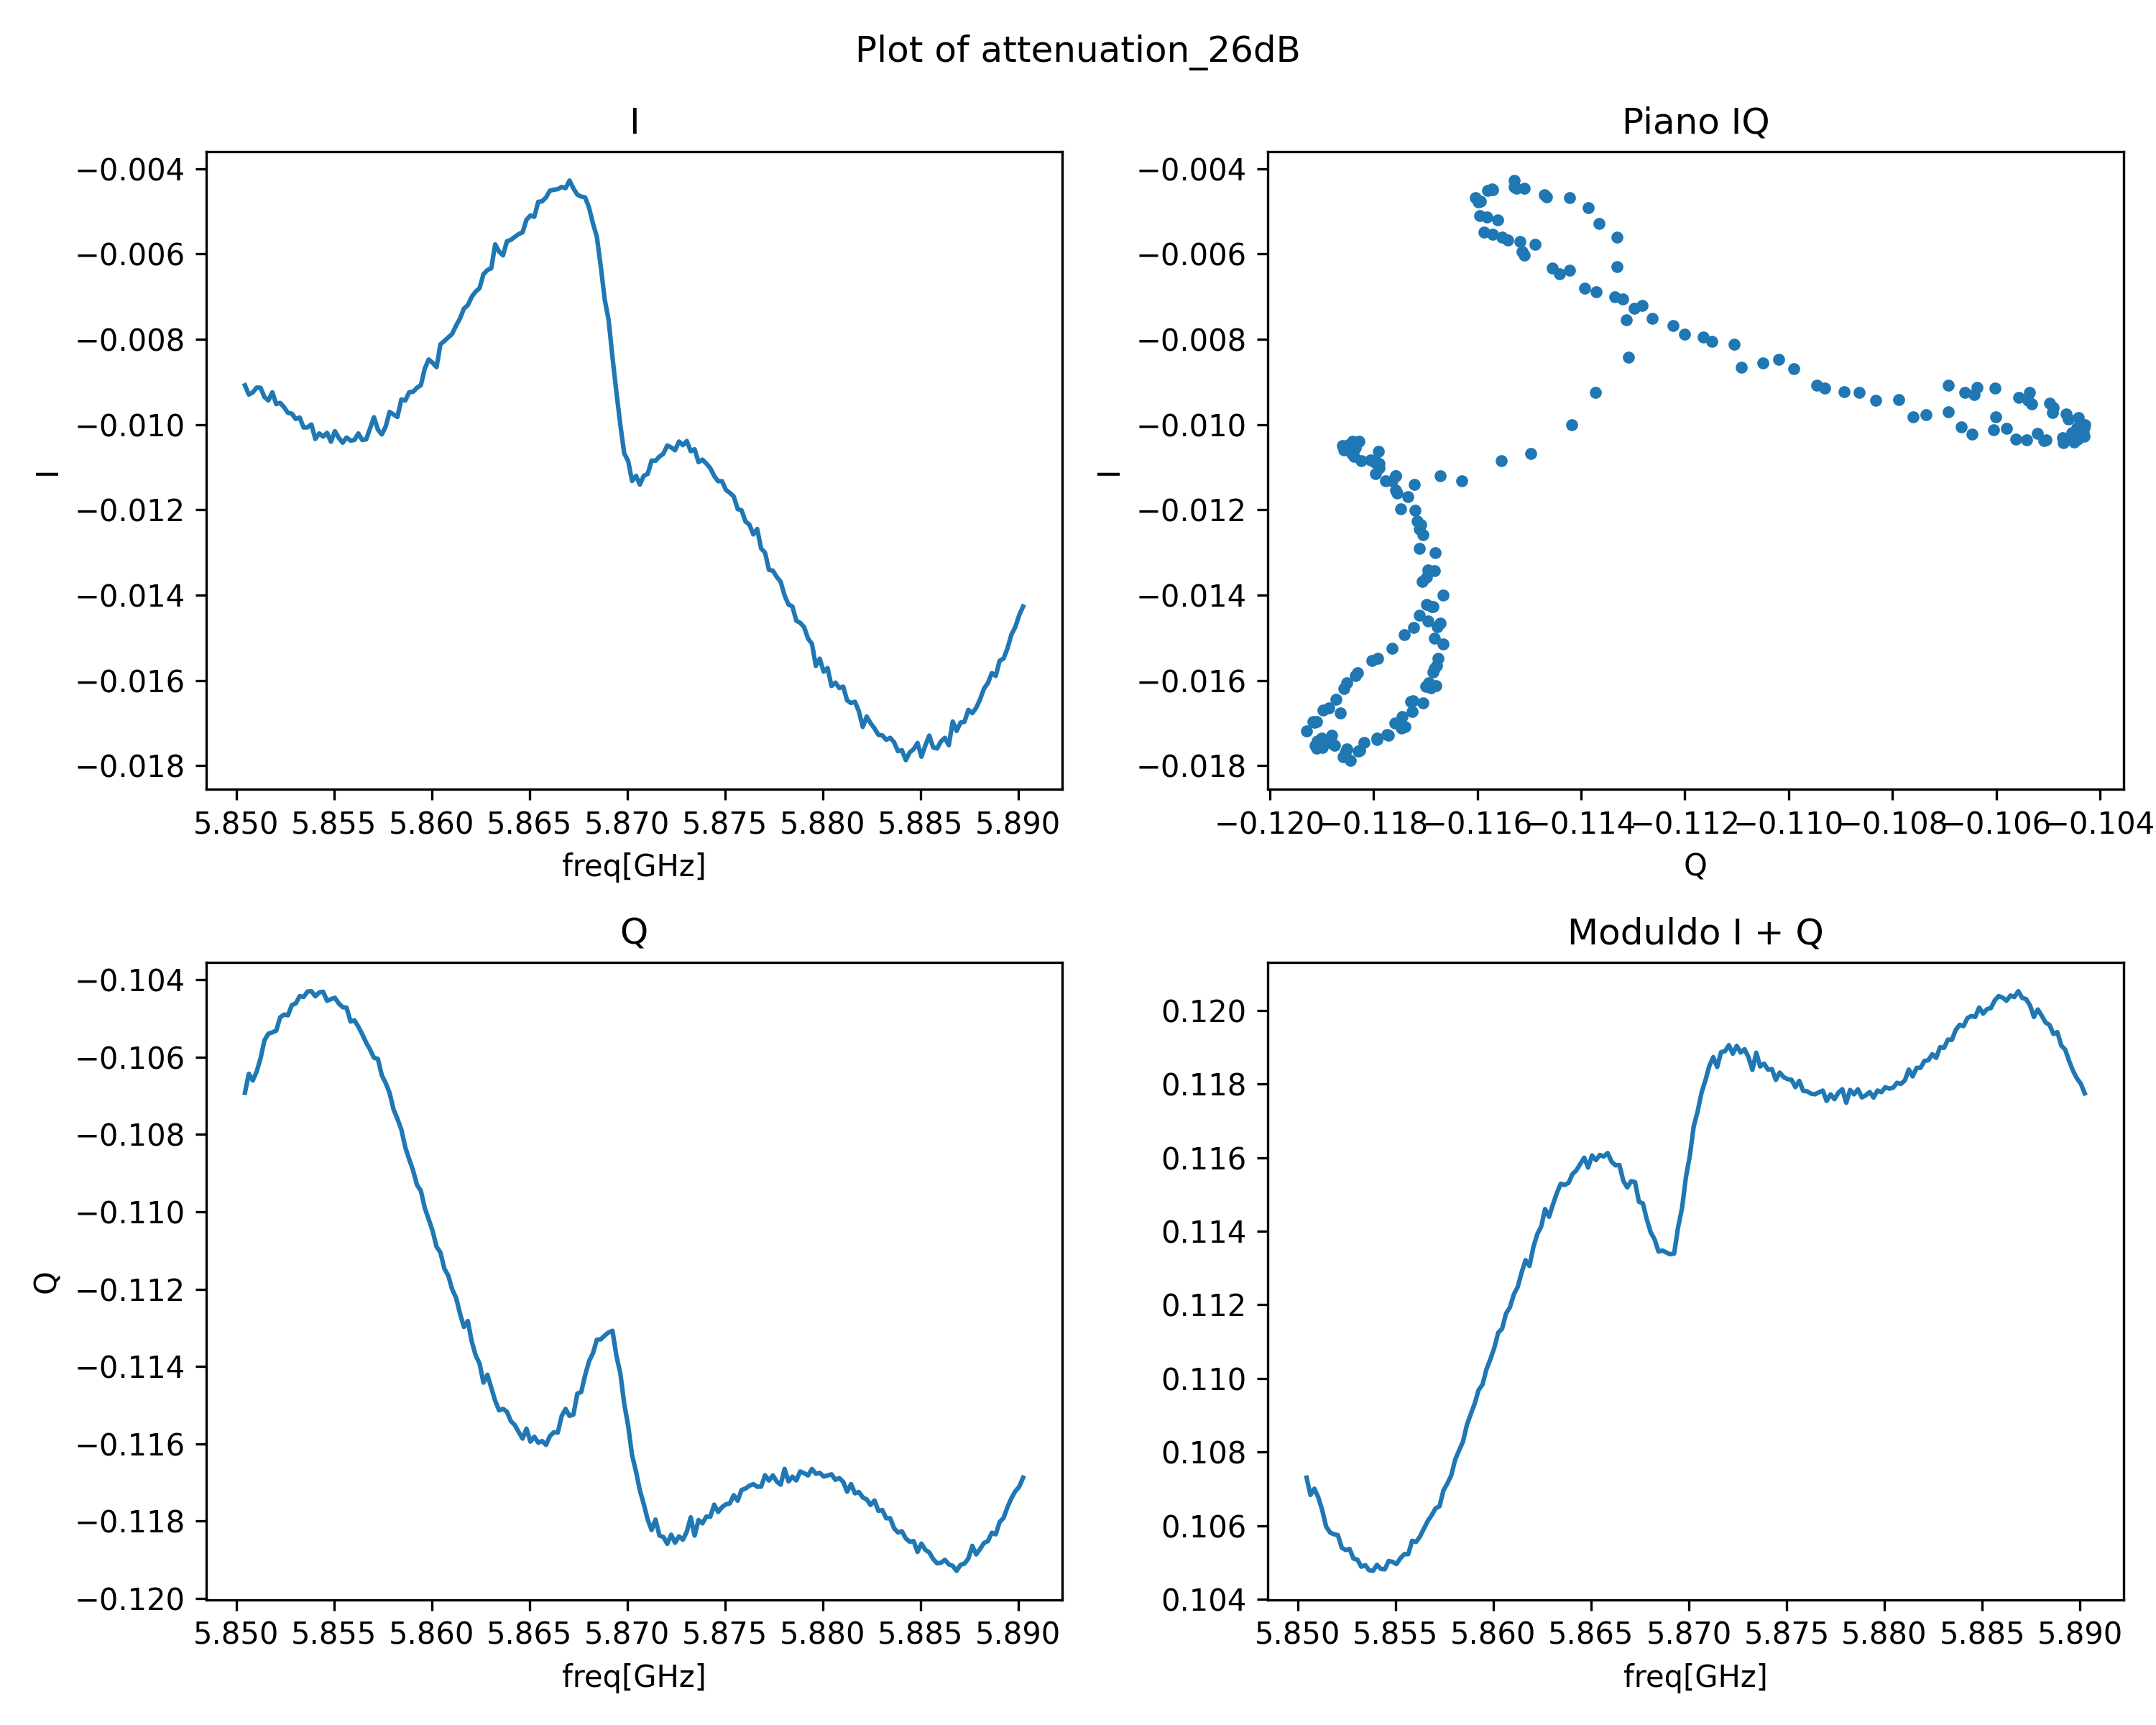 Plot of attenuation_26dB
I
−0.004
−0.006
−0.008
−0.010
−0.012
−0.014
−0.016
−0.018
I
5.850 5.855 5.860 5.865 5.870 5.875 5.880 5.885 5.890
freq[GHz]
Piano IQ
−0.004
−0.006
−0.008
−0.010
−0.012
−0.014
−0.016
−0.018
I
−0.120 −0.118 −0.116 −0.114 −0.112 −0.110 −0.108 −0.106 −0.104
Q
Q
−0.104
−0.106
−0.108
−0.110
−0.112
−0.114
−0.116
−0.118
−0.120
Q
5.850 5.855 5.860 5.865 5.870 5.875 5.880 5.885 5.890
freq[GHz]
Moduldo I + Q
0.120
0.118
0.116
0.114
0.112
0.110
0.108
0.106
0.104
5.850 5.855 5.860 5.865 5.870 5.875 5.880 5.885 5.890
freq[GHz]